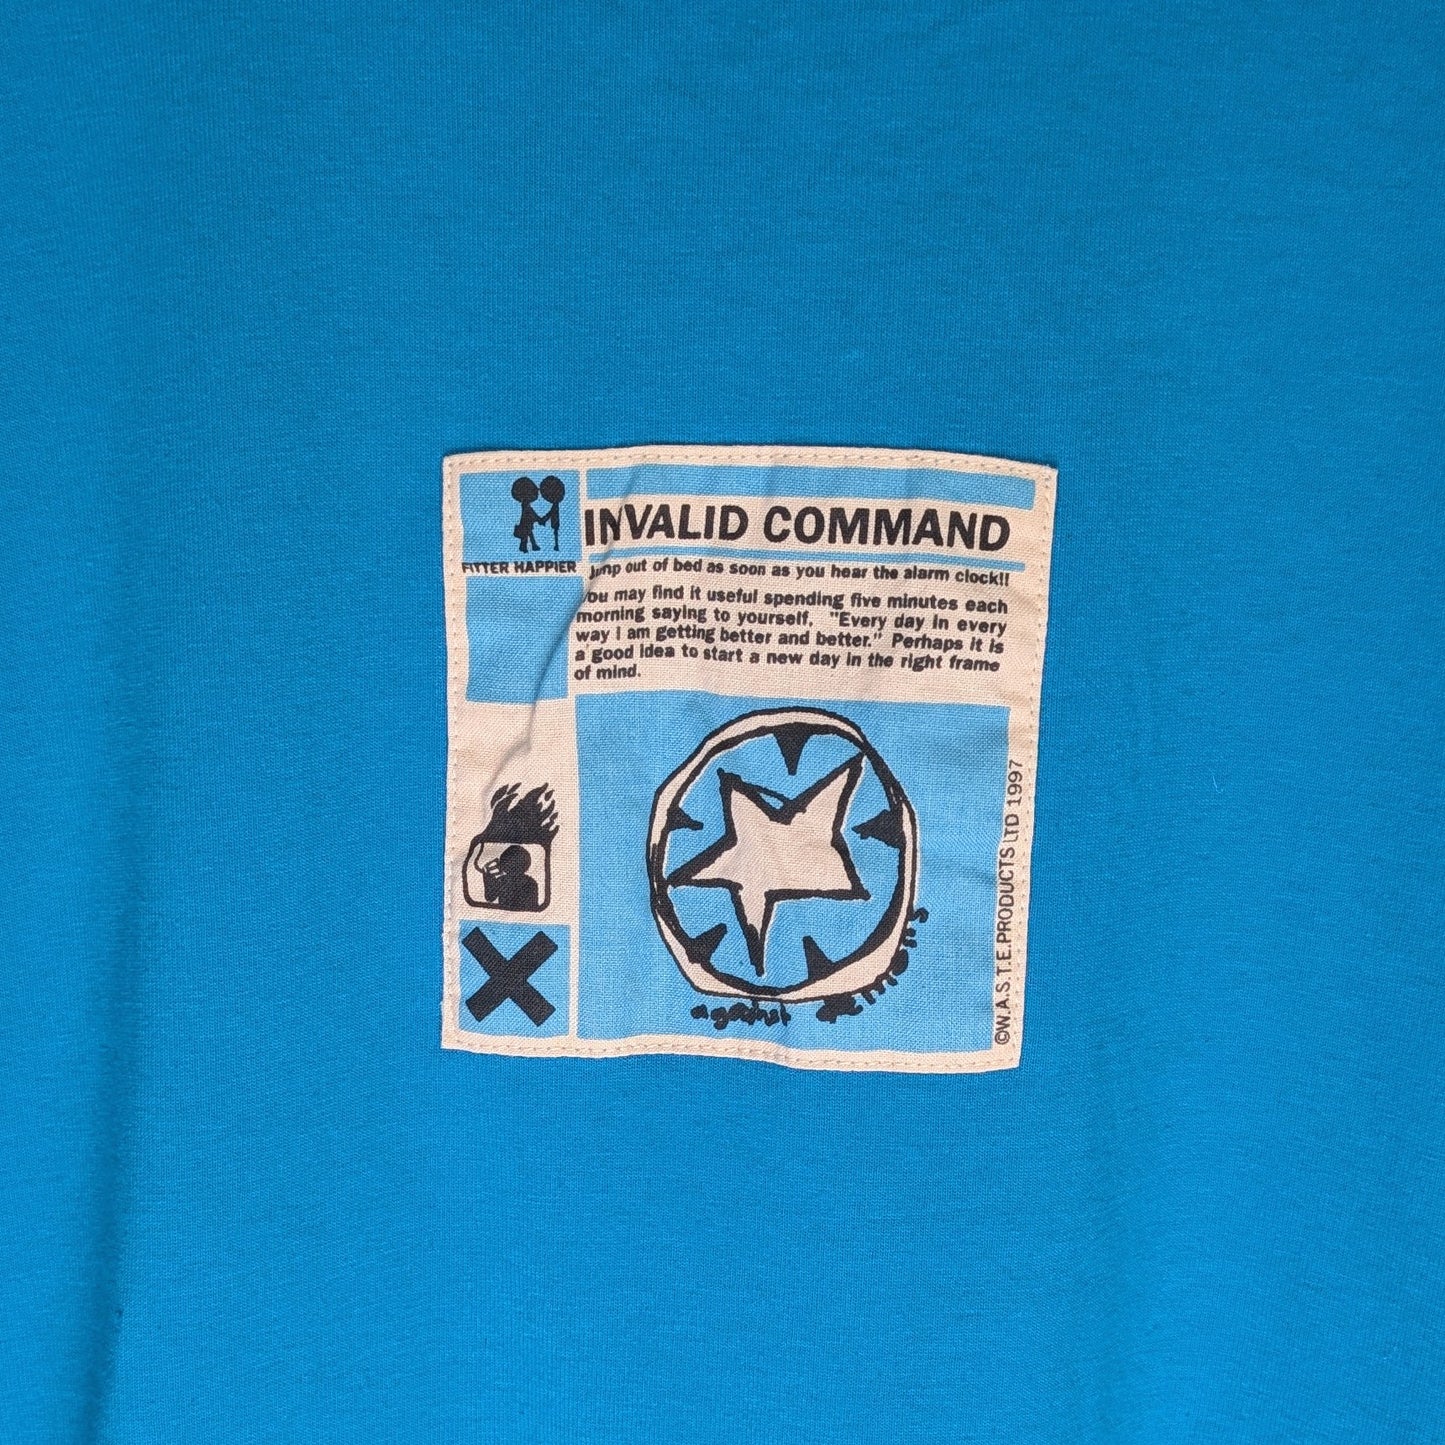 INVALID COMMAND
FITTER HAPPIER
Jump out of bed as soon as you hear the alarm clock!!
You may find it useful spending five minutes each
morning saying to yourself. "Every day in every
way I am getting better and better." Perhaps it is
a good idea to start a new day in the right frame
of mind.
against demons
©W.A.S.T.E.PRODUCTS LTD 1997